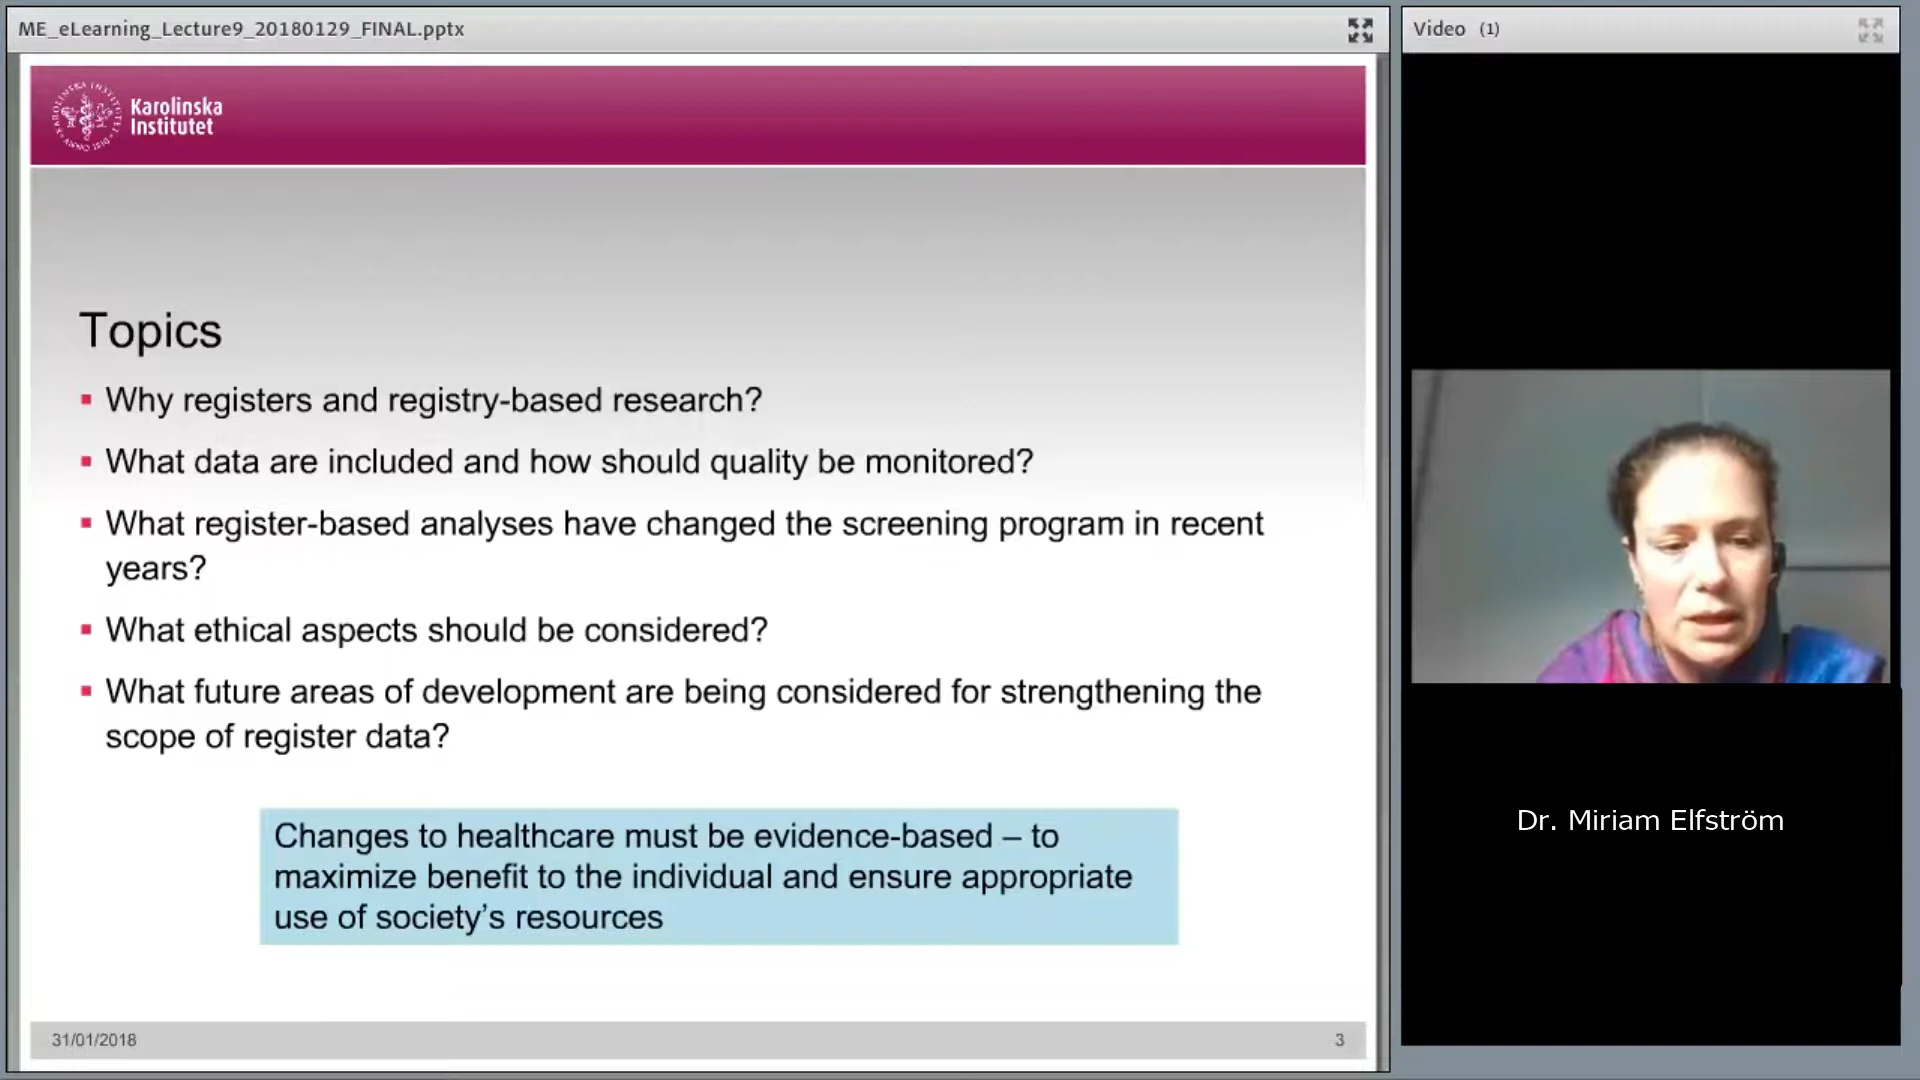 ME_eLearning_Lecture9_20180129_FINAL.pptx
Video (1)
Karolinska
Institutet
Topics
Why registers and registry-based research?
What data are included and how should quality be monitored?
What register-based analyses have changed the screening program in recent
years?
What ethical aspects should be considered?
What future areas of development are being considered for strengthening the
scope of register data?
Changes to healthcare must be evidence-based – to
maximize benefit to the individual and ensure appropriate
use of society’s resources
31/01/2018
3
Dr. Miriam Elfström